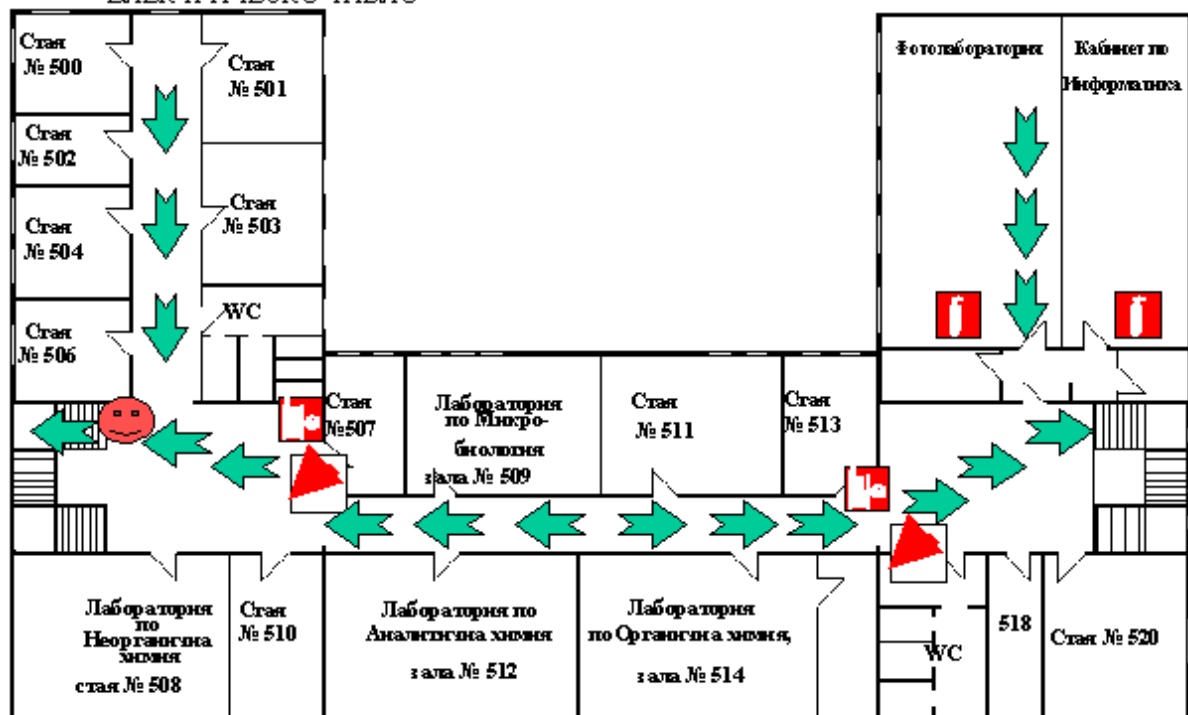 Стая
№ 500
Стая
№ 501
Стая
№ 502
Стая
№ 503
Стая
№ 504
WC
Стая
№ 506
Фотолаборатория
Кабинет по
Информатика
Стая
№507
Лаборатория
по Микро-
биология
зала № 509
Стая
№ 511
Стая
№ 513
Лаборатория
по
Неорганична
химия
стая № 508
Стая
№ 510
Лаборатория по
Аналитична химия
зала № 512
Лаборатория
по Органична химия,
зала № 514
WC
518
Стая № 520